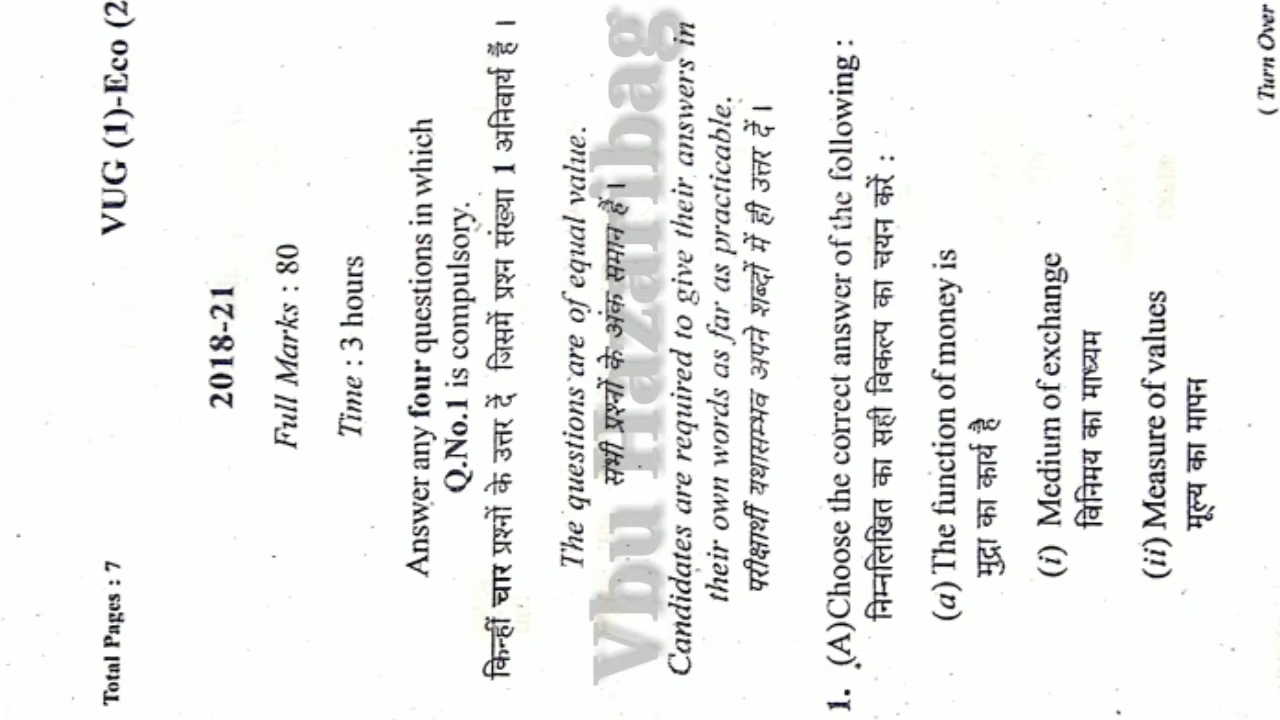 Total Pages : 7
VUG (1)-Eco (2
2018-21
Full Marks : 80
Time : 3 hours
Answer any four questions in which
Q.No.1 is compulsory.
किन्हीं चार प्रश्नों के उत्तर दें जिसमें प्रश्न संख्या 1 अनिवार्य हैं ।
The questions are of equal value.
सभी प्रश्नों के अंक समान हैं ।
Vbu Hazaribag
Candidates are required to give their answers in
their own words as far as practicable.
परीक्षार्थी यथासम्भव अपने शब्दों में ही उत्तर दें ।
1. (A) Choose the correct answer of the following :
निम्नलिखित का सही विकल्प का चयन करें :
(a) The function of money is
मुद्रा का कार्य है
(i) Medium of exchange
विनिमय का माध्यम
(ii) Measure of values
मूल्य का मापन
( Turn Over